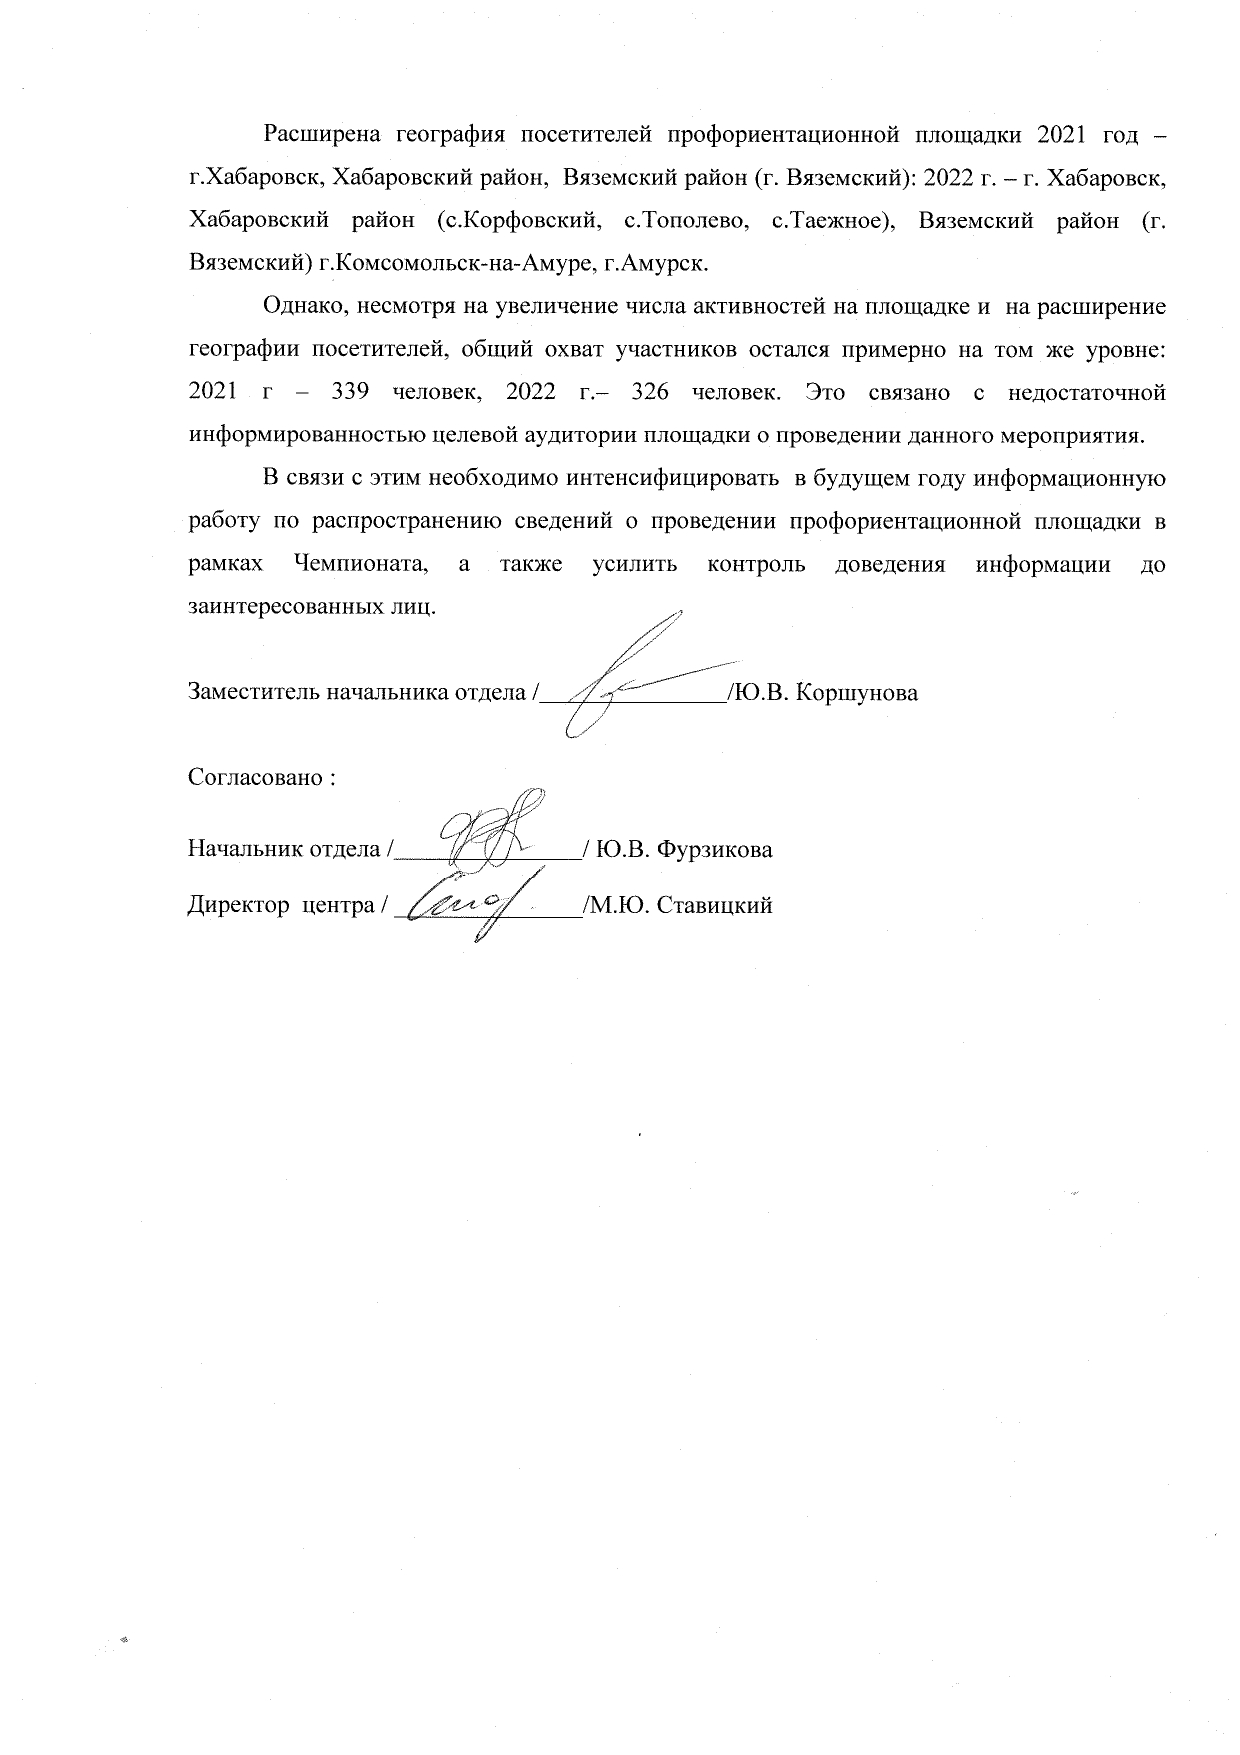 Расширена география посетителей профориентационной площадки 2021 год –
г.Хабаровск, Хабаровский район,  Вяземский район (г. Вяземский): 2022 г. – г. Хабаровск,
Хабаровский район (с.Корфовский, с.Тополево, с.Таежное), Вяземский район (г.
Вяземский) г.Комсомольск-на-Амуре, г.Амурск.
Однако, несмотря на увеличение числа активностей на площадке и  на расширение
географии посетителей, общий охват участников остался примерно на том же уровне:
2021 г – 339 человек, 2022 г.– 326 человек. Это связано с недостаточной
информированностью целевой аудитории площадки о проведении данного мероприятия.
В связи с этим необходимо интенсифицировать  в будущем году информационную
работу по распространению сведений о проведении профориентационной площадки в
рамках Чемпионата, а также усилить контроль доведения информации до
заинтересованных лиц.
Заместитель начальника отдела /_______________/Ю.В. Коршунова
Согласовано :
Начальник отдела /_______________/ Ю.В. Фурзикова
Директор  центра / _______________/М.Ю. Ставицкий